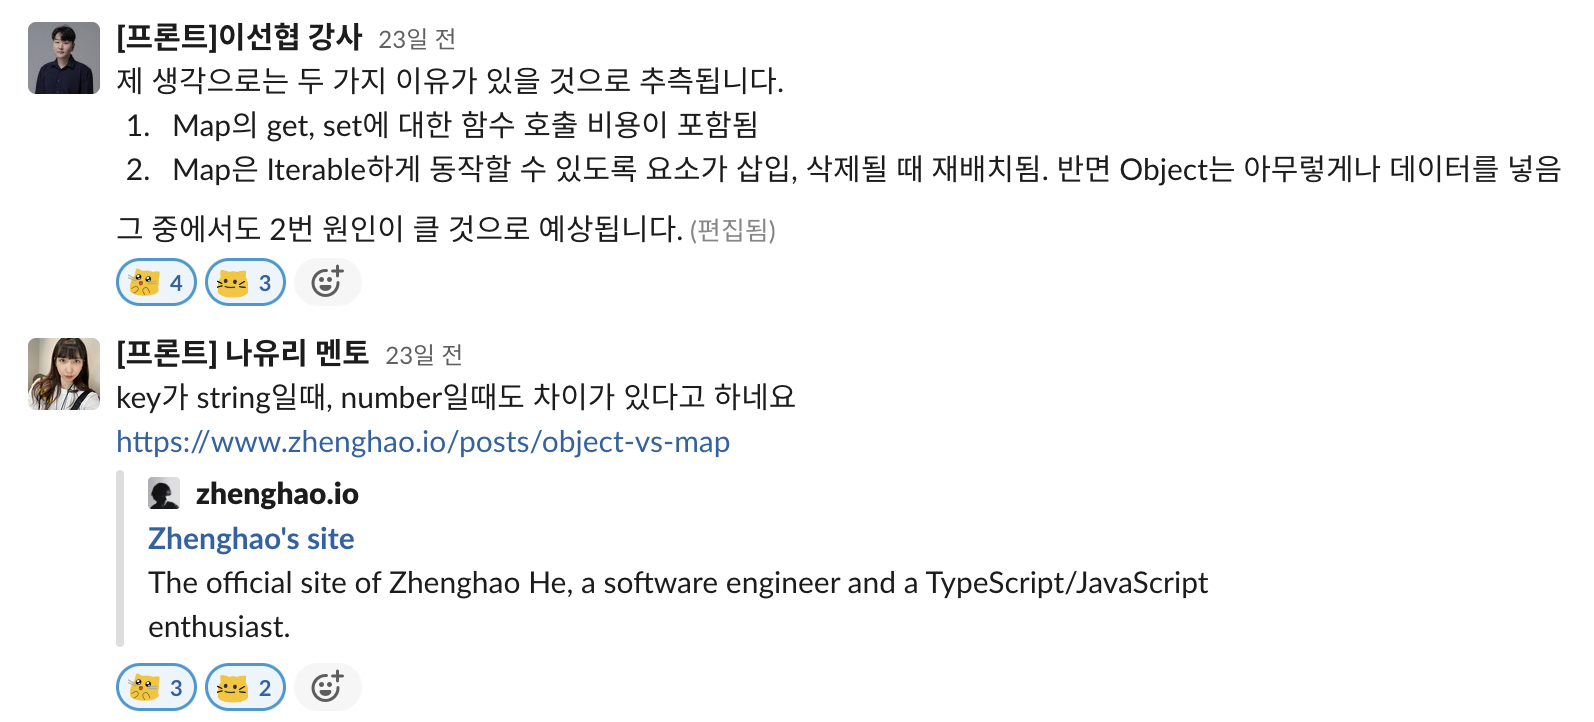 [프론트]이선협 강사 23일 전
제 생각으로는 두 가지 이유가 있을 것으로 추측됩니다.
1. Map의 get, set에 대한 함수 호출 비용이 포함됨
2. Map은 Iterable하게 동작할 수 있도록 요소가 삽입, 삭제될 때 재배치됨. 반면 Object는 아무렇게나 데이터를 넣음
그 중에서도 2번 원인이 클 것으로 예상됩니다. (편집됨)
4 3
[프론트] 나유리 멘토 23일 전
key가 string일때, number일때도 차이가 있다고 하네요
https://www.zhenghao.io/posts/object-vs-map
zhenghao.io
Zhenghao's site
The official site of Zhenghao He, a software engineer and a TypeScript/JavaScript
enthusiast.
3 2